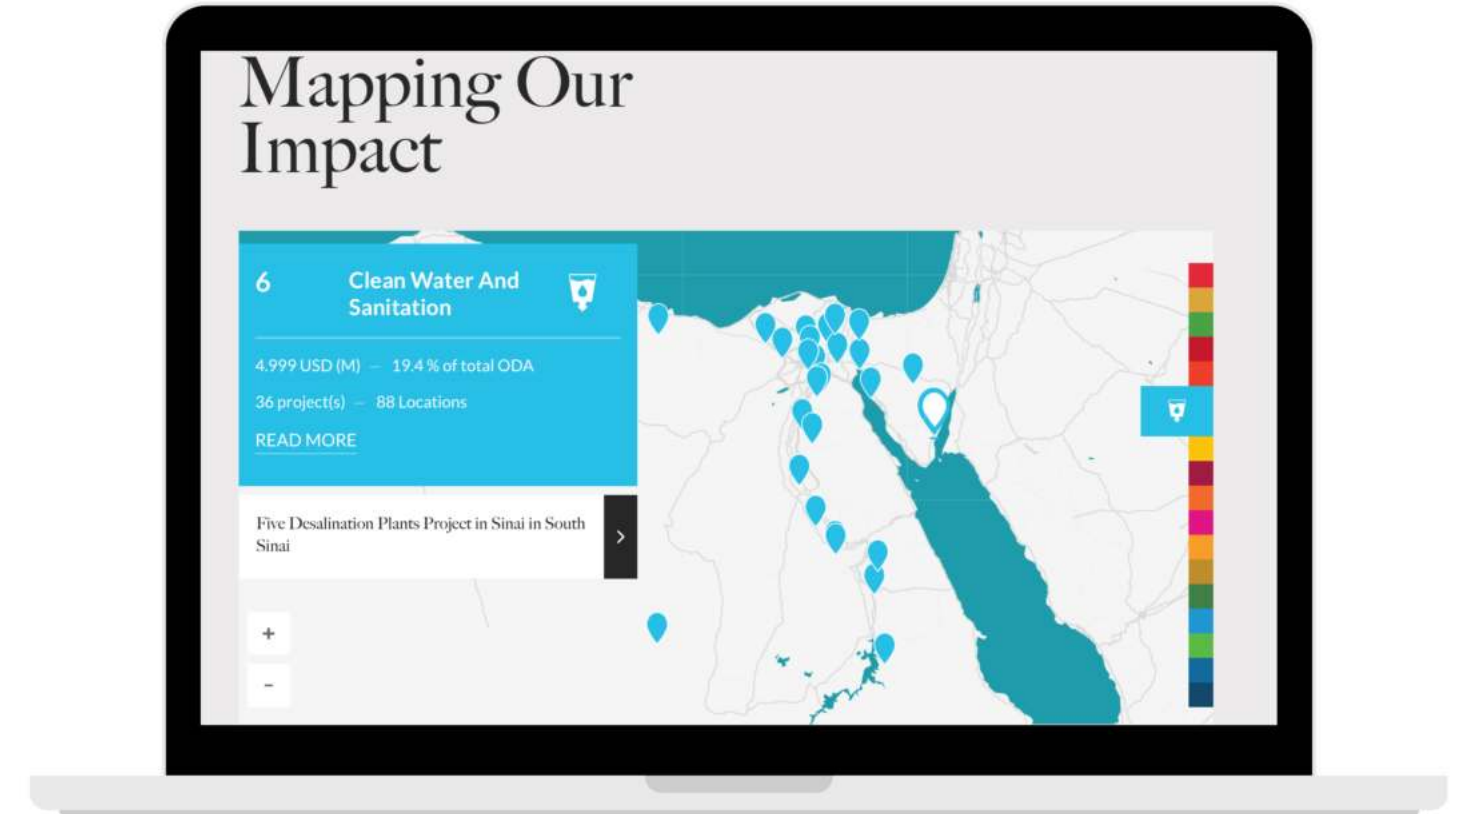 Mapping Our
Impact
6
Clean Water And
Sanitation
4.999 USD (M) – 19.4 % of total ODA
36 project(s) – 88 Locations
READ MORE
Five Desalination Plants Project in Sinai in South
Sinai
>
+
-